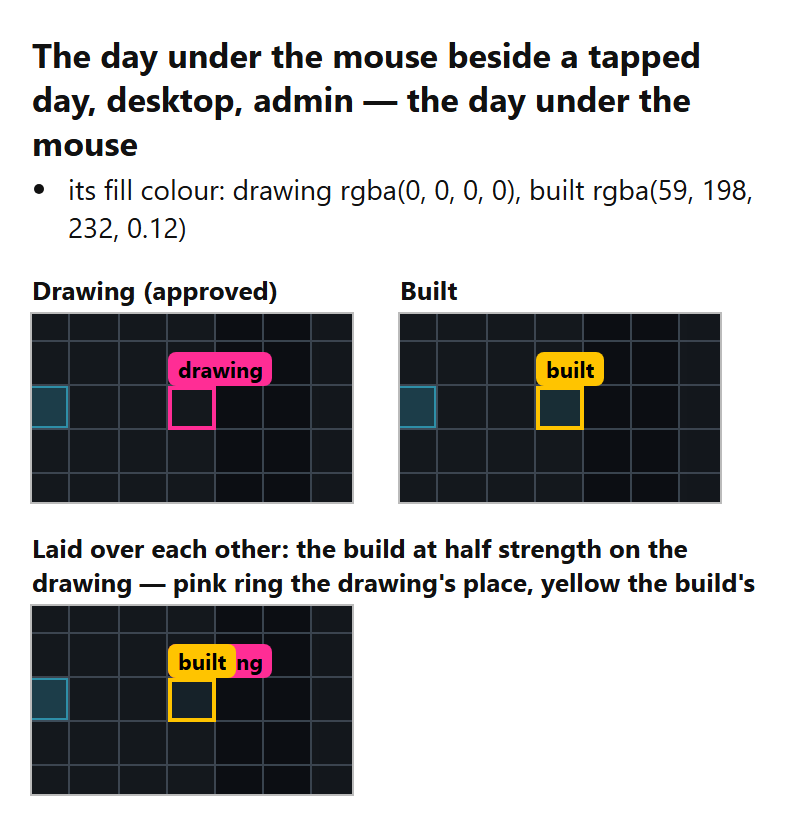 The day under the mouse beside a tapped
day, desktop, admin — the day under the
mouse
• its fill colour: drawing rgba(0, 0, 0, 0), built rgba(59, 198,
232, 0.12)
Drawing (approved)
Built
drawing
built
Laid over each other: the build at half strength on the
drawing — pink ring the drawing's place, yellow the build's
built ng